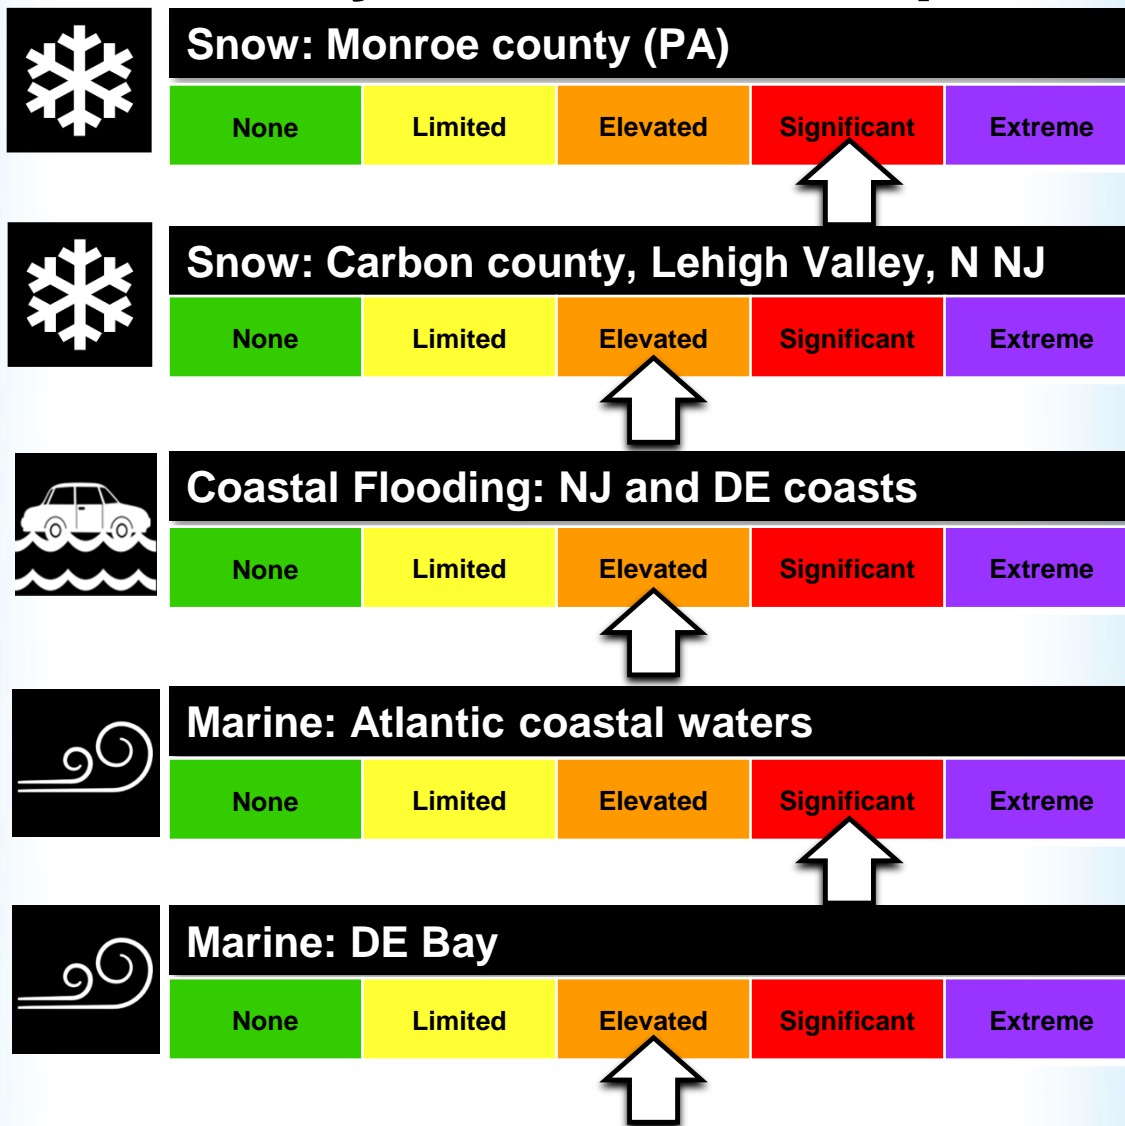 Snow: Monroe county (PA)
None Limited Elevated Significant Extreme
Snow: Carbon county, Lehigh Valley, N NJ
None Limited Elevated Significant Extreme
Coastal Flooding: NJ and DE coasts
None Limited Elevated Significant Extreme
Marine: Atlantic coastal waters
None Limited Elevated Significant Extreme
Marine: DE Bay
None Limited Elevated Significant Extreme